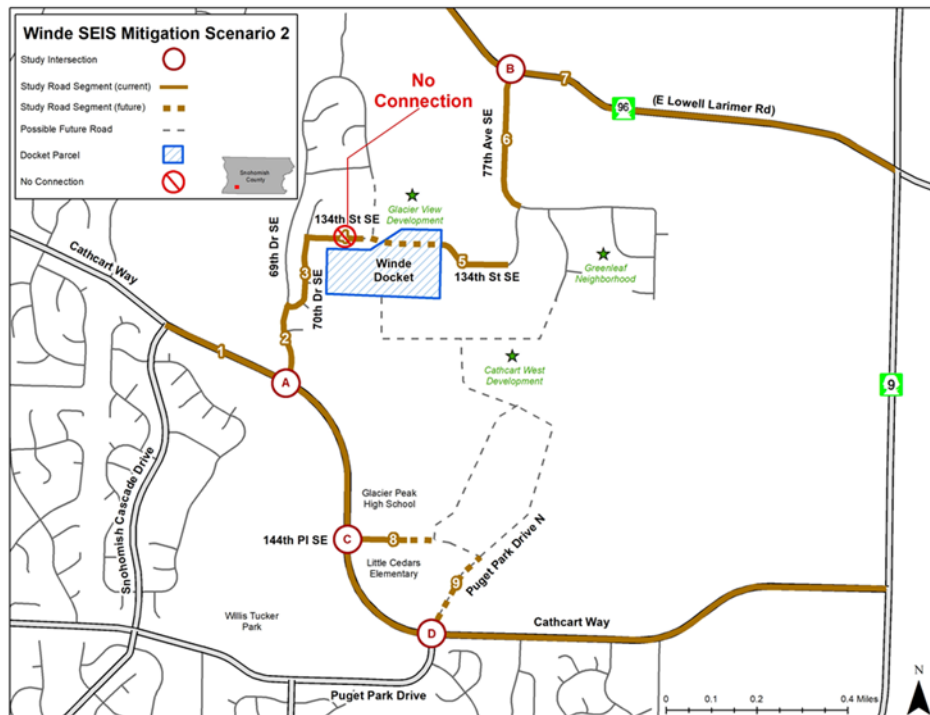 Winde SEIS Mitigation Scenario 2
Study Intersection
Study Road Segment (current)
Study Road Segment (future)
Possible Future Road
Docket Parcel
No Connection
Snohomish
County
No
Connection
B
7
(E Lowell Larimer Rd)
96
77th Ave SE
6
Glacier View
Development
134th St SE
69th Dr SE
3
70th Dr SE
Winde
Docket
5
134th St SE
Greenleaf
Neighborhood
Cathcart Way
1
2
A
Cathcart West
Development
9
Snohomish Cascade Drive
Glacier Peak
High School
144th Pl SE
C
8
Little Cedars
Elementary
9
Puget Park Drive N
Willis Tucker
Park
D
Cathcart Way
Puget Park Drive
N
0 0.1 0.2 0.4 Miles